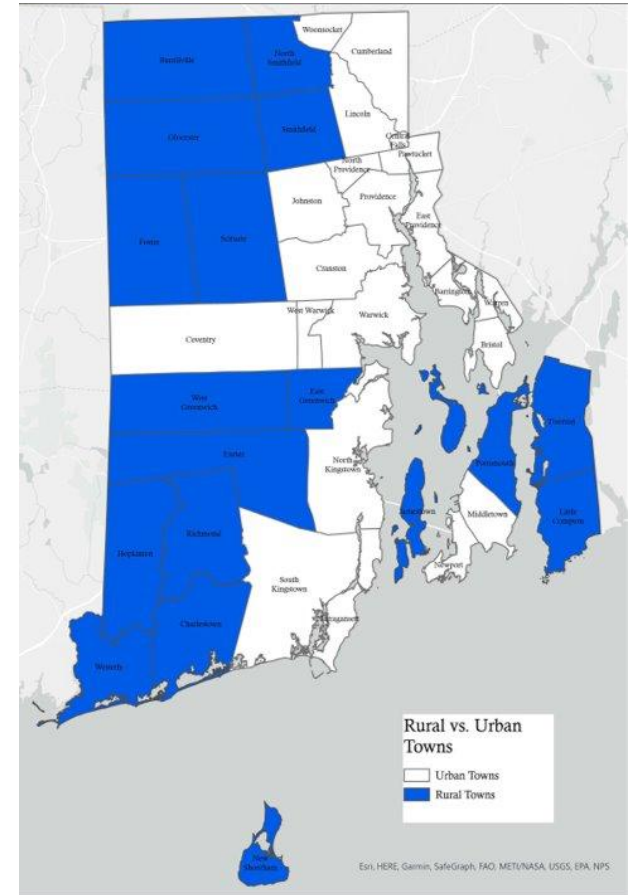 Woonsocket
Cumberland
Burrillville
North
Smithfield
Lincoln
Glocester
Smithfield
Central
Falls
Pawtucket
North
Providence
Johnston
Providence
East
Providence
Foster
Scituate
Cranston
Barrington
Warren
West Warwick
Warwick
Coventry
Bristol
West
Greenwich
East
Greenwich
Tiverton
Exeter
North
Kingstown
Portsmouth
Jamestown
Middletown
Little
Compton
Hopkinton
Richmond
Newport
South
Kingstown
Narragansett
Charlestown
Westerly
Rural vs. Urban
Towns
Urban Towns
Rural Towns
New
Shoreham
Esri, HERE, Garmin, SafeGraph, FAO, METI/NASA, USGS, EPA, NPS